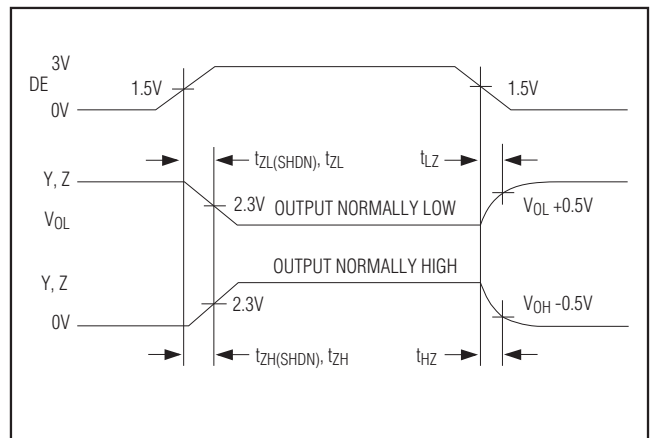 3V
DE
1.5V
1.5V
0V
tZL(SHDN), tZL
tLZ
Y, Z
2.3V
OUTPUT NORMALLY LOW
VOL +0.5V
VOL
OUTPUT NORMALLY HIGH
Y, Z
2.3V
VOH -0.5V
0V
tZH(SHDN), tZH
tHZ